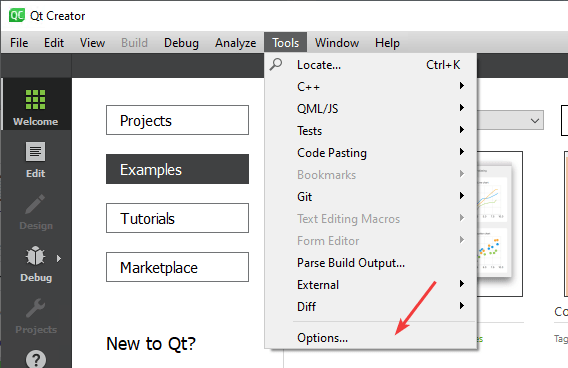 Qt Creator
File Edit View Build Debug Analyze Tools Window Help
Locate... Ctrl+K
C++
QML/JS
Tests
Code Pasting
Bookmarks
Git
Text Editing Macros
Form Editor
Parse Build Output...
External
Diff
Options...
Welcome
Edit
Design
Debug
Projects
Projects
Examples
Tutorials
Marketplace
New to Qt?
Co
Tag